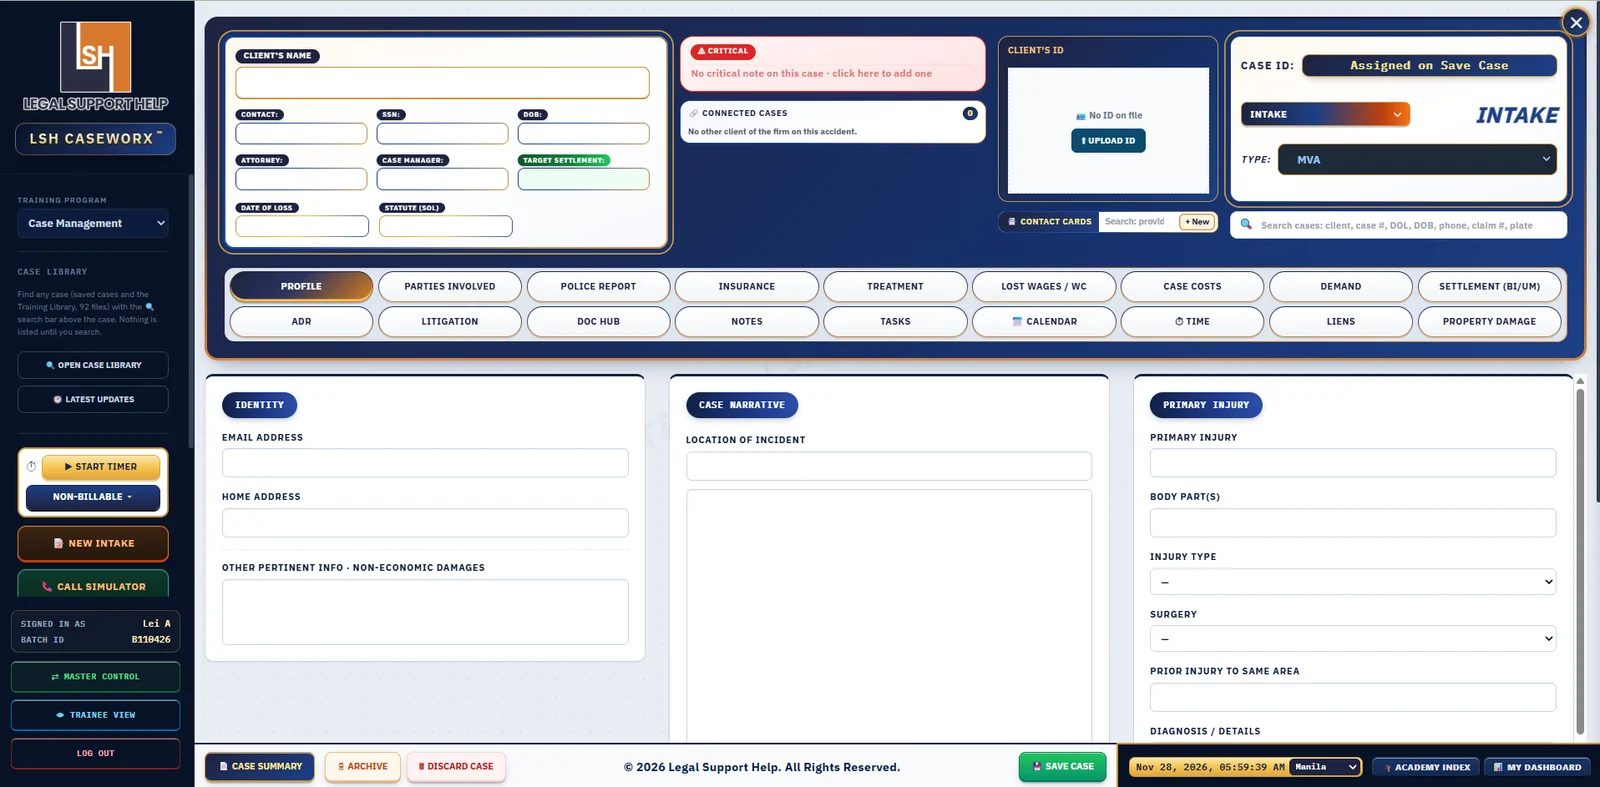 LSH
LEGAL SUPPORT HELP
LSH CASEWORX™
TRAINING PROGRAM
Case Management
CASE LIBRARY
Find any case (saved cases and the
Training Library, 92 files) with the 🔍
search bar above the case. Nothing is
listed until you search.
🔍 OPEN CASE LIBRARY
LATEST UPDATES
▶ START TIMER
NON-BILLABLE
NEW INTAKE
CALL SIMULATOR
SIGNED IN AS Lei A
BATCH ID B110426
⇄ MASTER CONTROL
TRAINEE VIEW
LOG OUT
CLIENT'S NAME
CONTACT: SSN: DOB:
ATTORNEY: CASE MANAGER: TARGET SETTLEMENT:
DATE OF LOSS STATUTE (SOL)
⚠ CRITICAL
No critical note on this case · click here to add one
CONNECTED CASES 0
No other client of the firm on this accident.
CLIENT'S ID
No ID on file
⬆ UPLOAD ID
CONTACT CARDS Search: provid + New
CASE ID: Assigned on Save Case
INTAKE INTAKE
TYPE: MVA
Search cases: client, case #, DOL, DOB, phone, claim #, plate
PROFILE PARTIES INVOLVED POLICE REPORT INSURANCE TREATMENT LOST WAGES / WC CASE COSTS DEMAND SETTLEMENT (BI/UM)
ADR LITIGATION DOC HUB NOTES TASKS CALENDAR TIME LIENS PROPERTY DAMAGE
IDENTITY
EMAIL ADDRESS
HOME ADDRESS
OTHER PERTINENT INFO · NON-ECONOMIC DAMAGES
CASE NARRATIVE
LOCATION OF INCIDENT
PRIMARY INJURY
PRIMARY INJURY
BODY PART(S)
INJURY TYPE
—
SURGERY
—
PRIOR INJURY TO SAME AREA
DIAGNOSIS / DETAILS
CASE SUMMARY ARCHIVE DISCARD CASE © 2026 Legal Support Help. All Rights Reserved. SAVE CASE Nov 28, 2026, 05:59:39 AM Manila ACADEMY INDEX MY DASHBOARD